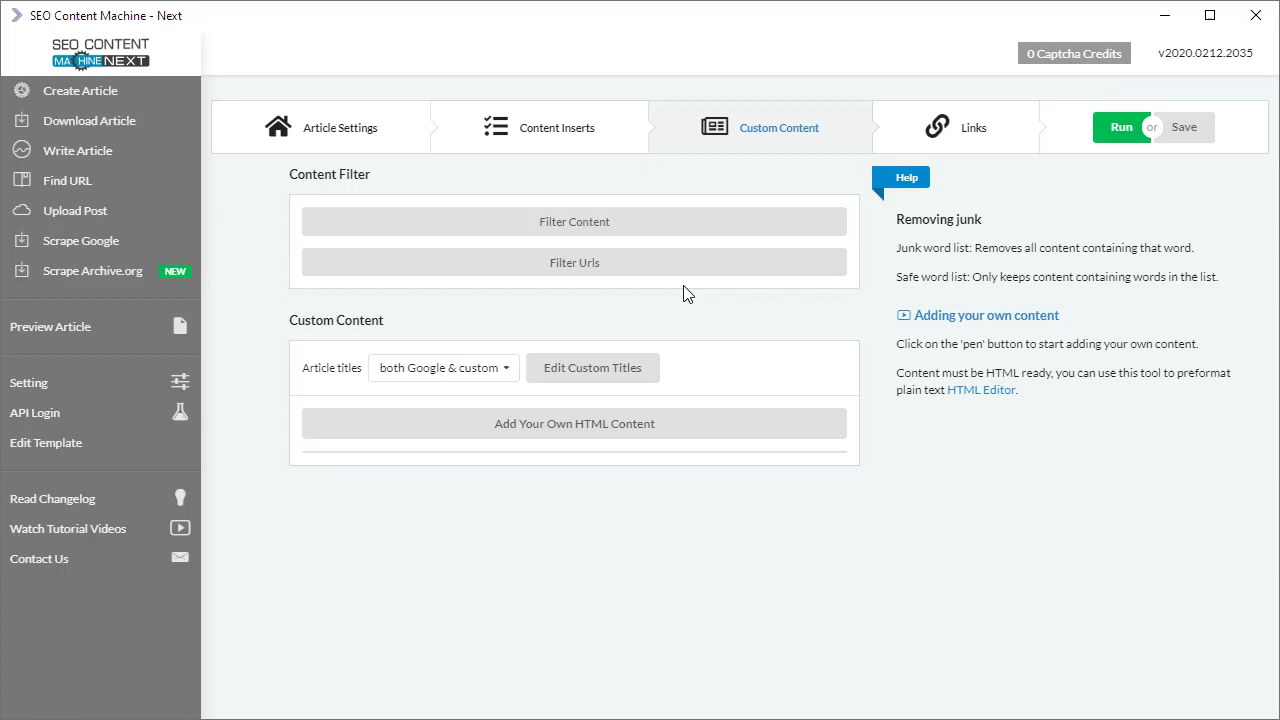 SEO Content Machine - Next
SEO CONTENT
MACHINE NEXT
0 Captcha Credits
v2020.0212.2035
Create Article
Download Article
Write Article
Find URL
Upload Post
Scrape Google
Scrape Archive.org NEW
Preview Article
Setting
API Login
Edit Template
Read Changelog
Watch Tutorial Videos
Contact Us
Article Settings
Content Inserts
Custom Content
Links
Run or Save
Content Filter
Filter Content
Filter Urls
Custom Content
Article titles both Google & custom Edit Custom Titles
Add Your Own HTML Content
Help
Removing junk
Junk word list: Removes all content containing that word.
Safe word list: Only keeps content containing words in the list.
Adding your own content
Click on the 'pen' button to start adding your own content.
Content must be HTML ready, you can use this tool to preformat
plain text HTML Editor.